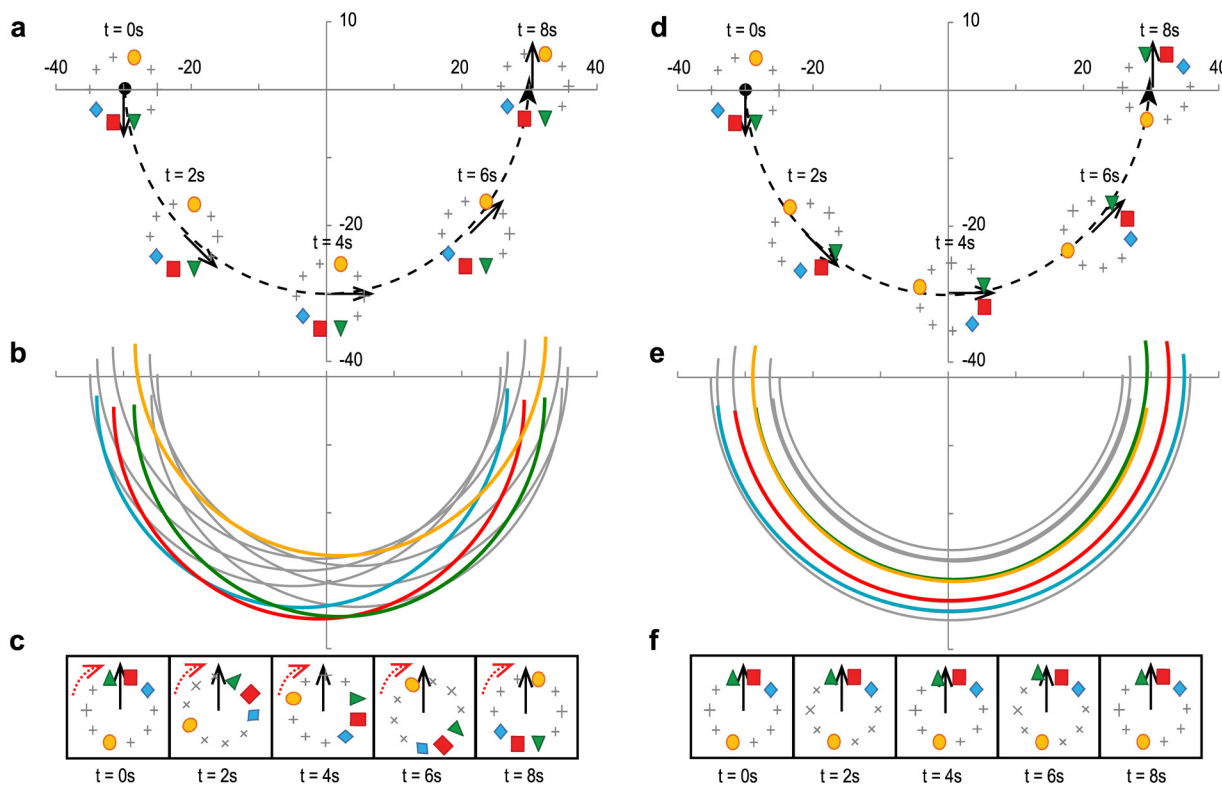 a
t = 0s
10
t = 8s
-40
-20
20
40
t = 2s
t = 6s
-20
t = 4s
-40
b
c
t = 0s
t = 2s
t = 4s
t = 6s
t = 8s
d
t = 0s
10
t = 8s
-40
-20
20
40
t = 2s
t = 6s
-20
t = 4s
-40
e
f
t = 0s
t = 2s
t = 4s
t = 6s
t = 8s